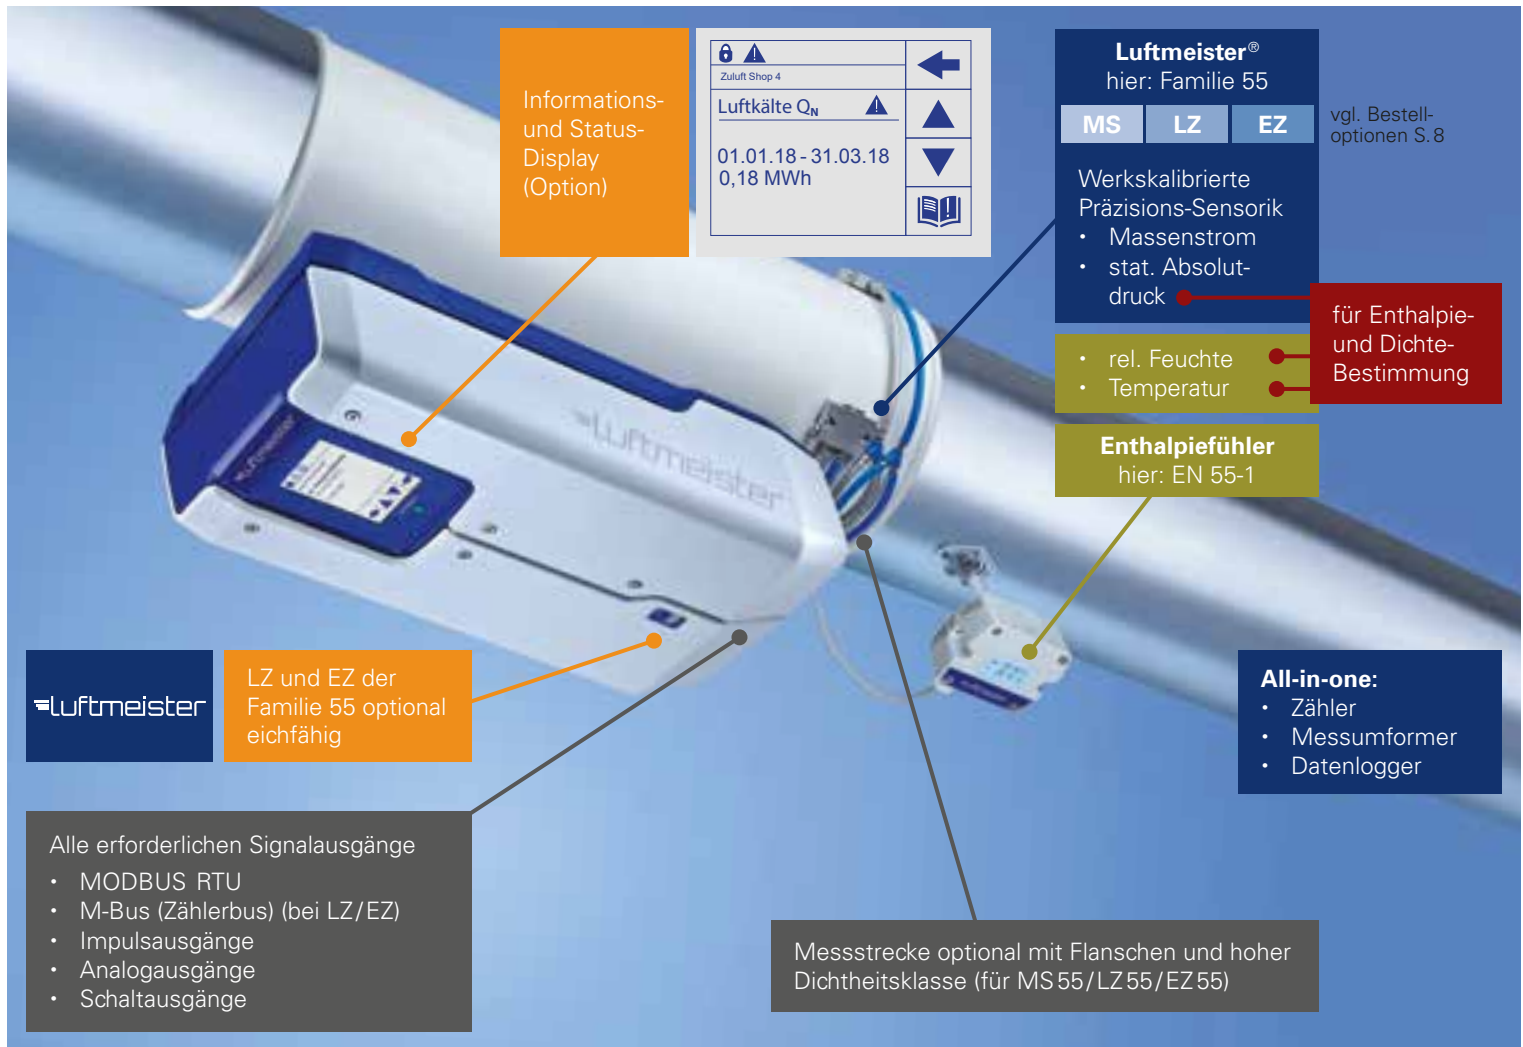 Informations-
und Status-
Display
(Option)
Zuluft Shop 4
Luftkälte QN
01.01.18 - 31.03.18
0,18 MWh
Luftmeister®
hier: Familie 55
MS LZ EZ
vgl. Bestell-
optionen S. 8
Werkskalibrierte
Präzisions-Sensorik
• Massenstrom
• stat. Absolut-
druck
• rel. Feuchte
• Temperatur
für Enthalpie-
und Dichte-
Bestimmung
Enthalpiefühler
hier: EN 55-1
luftmeister
luftmeister
luftmeister
LZ und EZ der
Familie 55 optional
eichfähig
All-in-one:
• Zähler
• Messumformer
• Datenlogger
Alle erforderlichen Signalausgänge
• MODBUS RTU
• M-Bus (Zählerbus) (bei LZ/EZ)
• Impulsausgänge
• Analogausgänge
• Schaltausgänge
Messstrecke optional mit Flanschen und hoher
Dichtheitsklasse (für MS 55/LZ 55/EZ 55)